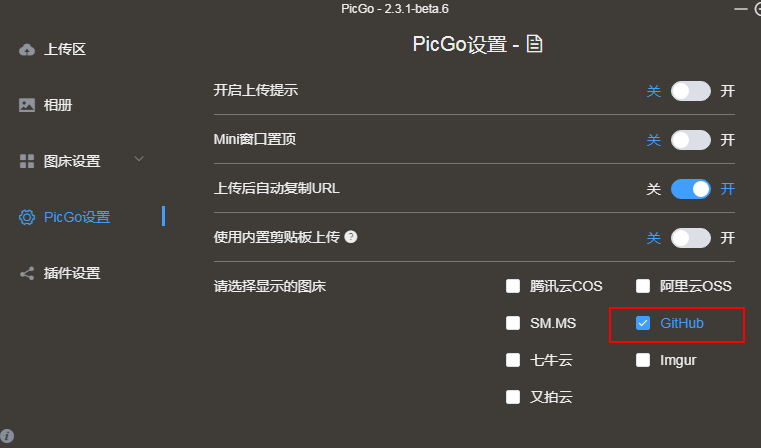 PicGo - 2.3.1-beta.6
上传区
相册
图床设置
PicGo设置
插件设置
PicGo设置 -
开启上传提示 关 开
Mini窗口置顶 关 开
上传后自动复制URL 关 开
使用内置剪贴板上传 ? 关 开
请选择显示的图床 腾讯云COS 阿里云OSS
SM.MS GitHub
七牛云 Imgur
又拍云